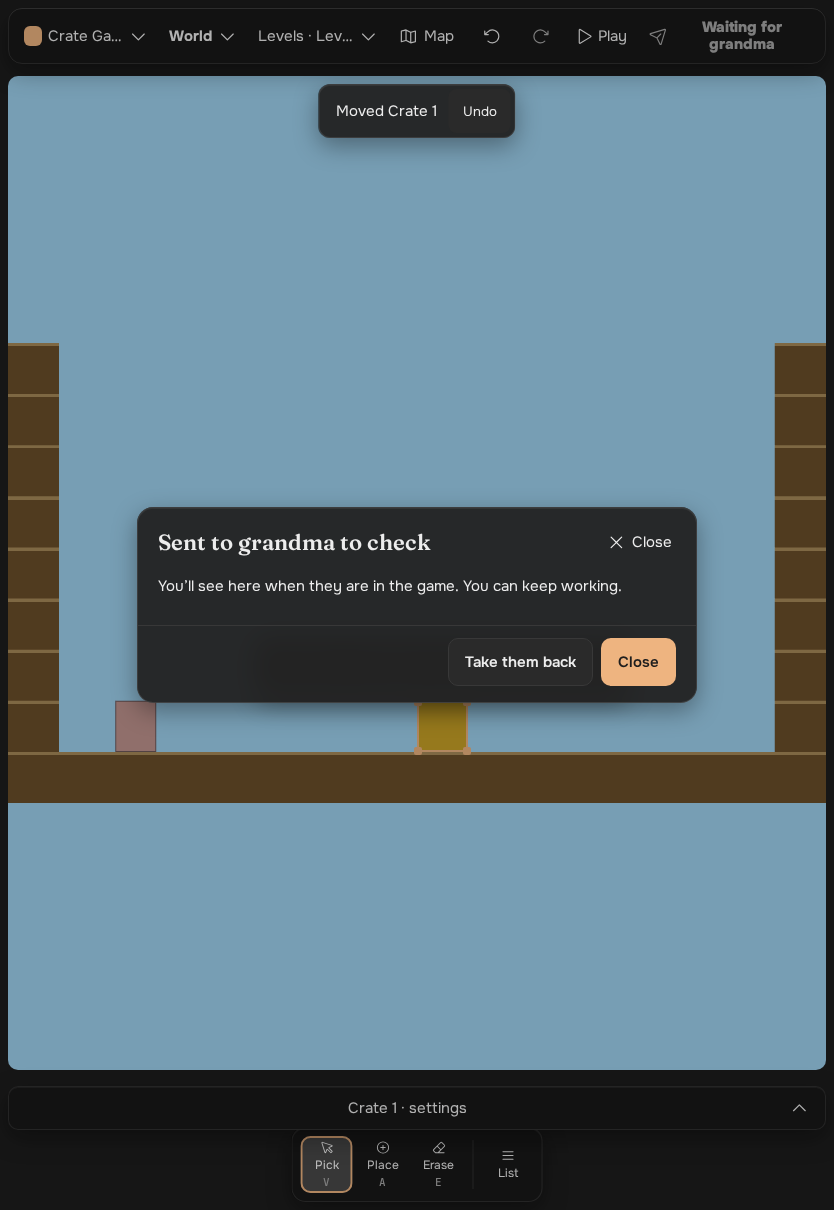 Crate Ga...
World
Levels · Lev...
Map
Play
Waiting for
grandma
Moved Crate 1
Undo
Sent to grandma to check
Close
You’ll see here when they are in the game. You can keep working.
Take them back
Close
Crate 1 · settings
Pick
Place
Erase
List
V
A
E